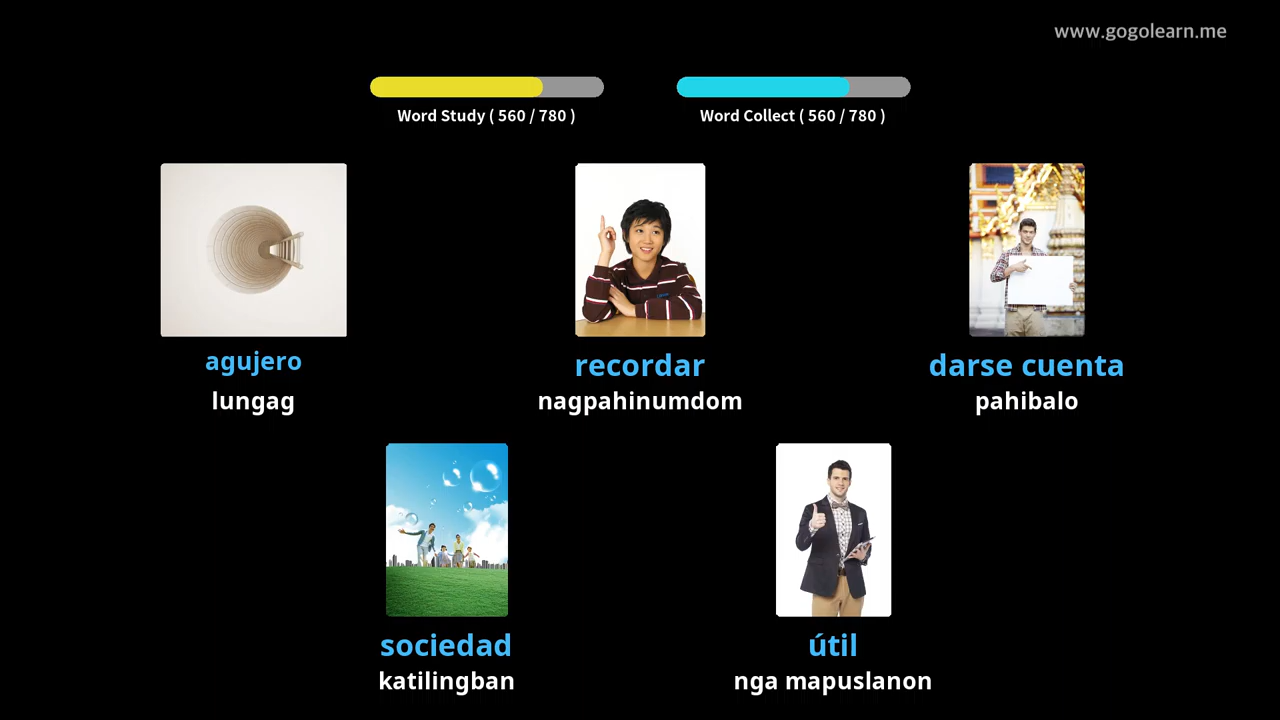 www.gogolearn.me
Word Study ( 560 / 780 )
Word Collect ( 560 / 780 )
agujero
lungag
recordar
nagpahinumdom
darse cuenta
pahibalo
sociedad
katilingban
útil
nga mapuslanon